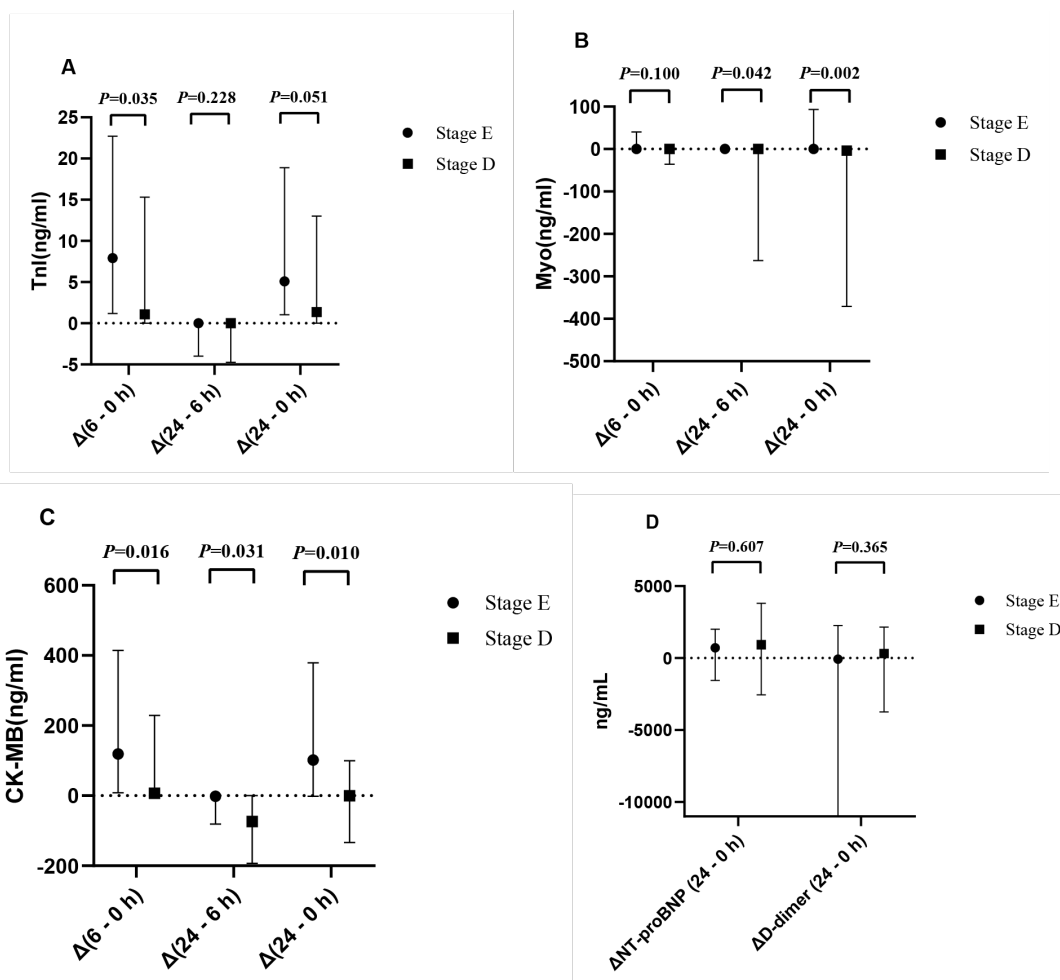 A
P=0.035 P=0.228 P=0.051
25
20
15
10
5
0
-5
TnI(ng/ml)
Stage E
Stage D
Δ(6 - 0 h)
Δ(24 - 6 h)
Δ(24 - 0 h)
B
P=0.100 P=0.042 P=0.002
100
0
-100
-200
-300
-400
-500
Myo(ng/ml)
Stage E
Stage D
Δ(6 - 0 h)
Δ(24 - 6 h)
Δ(24 - 0 h)
C
P=0.016 P=0.031 P=0.010
600
400
200
0
-200
CK-MB(ng/ml)
Stage E
Stage D
Δ(6 - 0 h)
Δ(24 - 6 h)
Δ(24 - 0 h)
D
P=0.607 P=0.365
5000
0
-5000
-10000
ng/mL
Stage E
Stage D
ΔNT-proBNP (24 - 0 h)
ΔD-dimer (24 - 0 h)